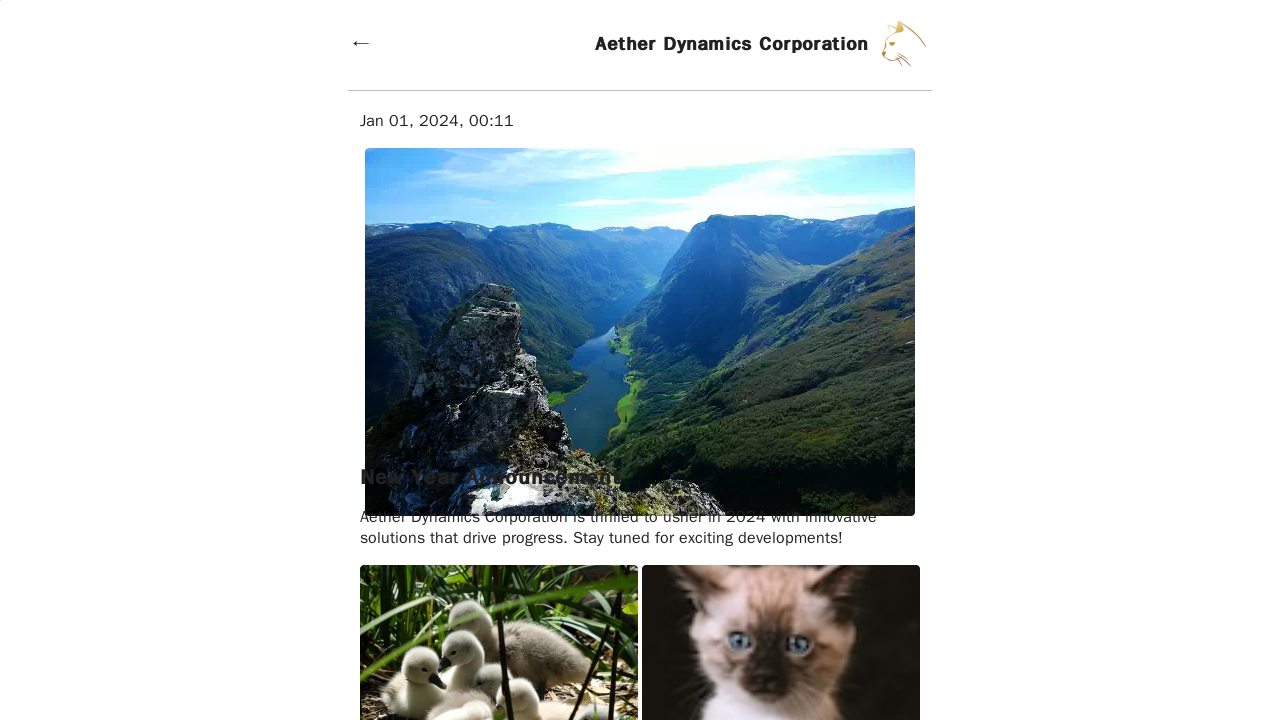 ←
Aether Dynamics Corporation
Jan 01, 2024, 00:11
New Year Announcement
Aether Dynamics Corporation is thrilled to usher in 2024 with innovative
solutions that drive progress. Stay tuned for exciting developments!